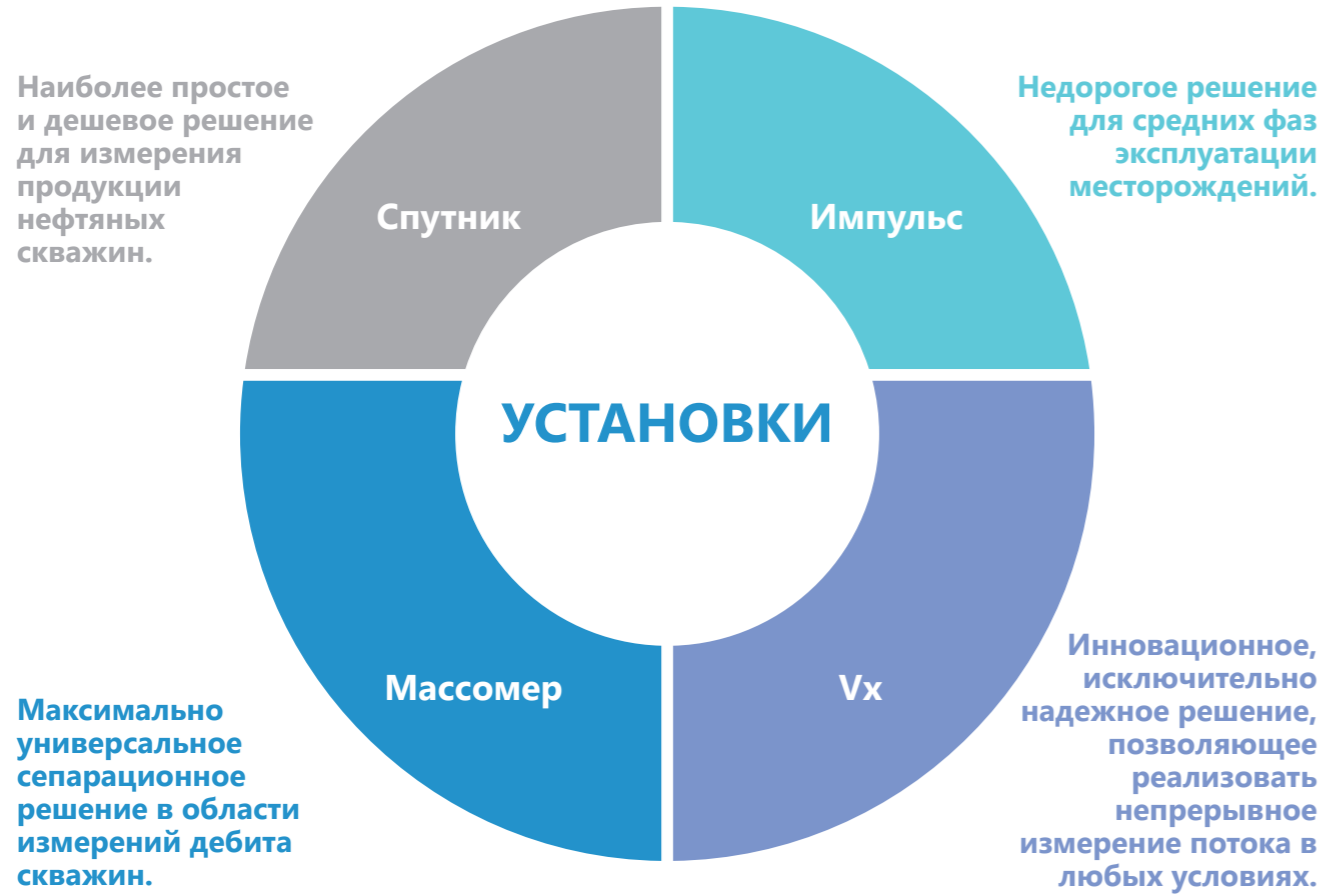 Наиболее простое
и дешевое решение
для измерения
продукции
нефтяных
скважин.
Спутник
Импульс
Недорогое решение
для средних фаз
эксплуатации
месторождений.
УСТАНОВКИ
Максимально
универсальное
сепарационное
решение в области
измерений дебита
скважин.
Массомер
Vx
Инновационное,
исключительно
надежное решение,
позволяющее
реализовать
непрерывное
измерение потока в
любых условиях.